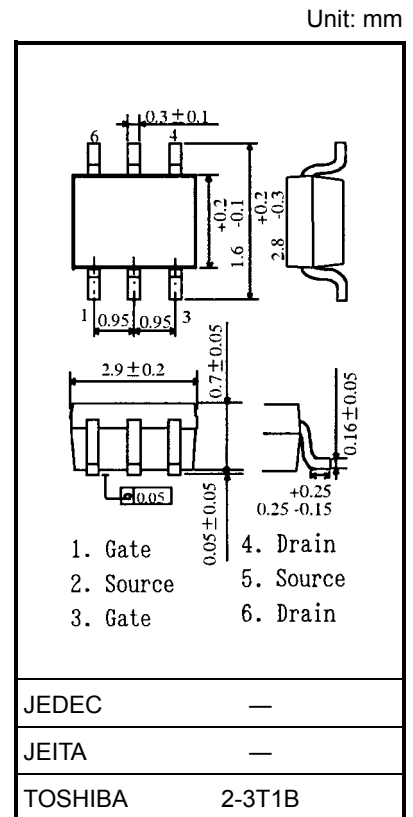 Unit: mm
0.3±0.1
6 4
+0.2
1.6 -0.1
+0.2
2.8 -0.3
1 0.95 0.95 3
2.9±0.2
0.7±0.05
0.16±0.05
0.05
0.05±0.05
+0.25
0.25 -0.15
1. Gate
2. Source
3. Gate
4. Drain
5. Source
6. Drain
JEDEC —
JEITA —
TOSHIBA 2-3T1B